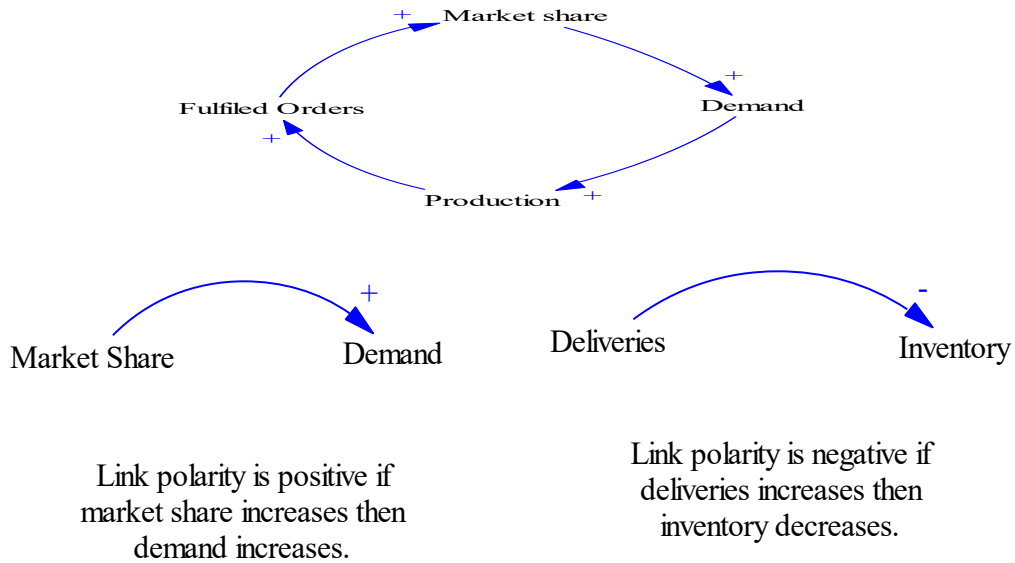 + Market share
+
Fulfiled Orders Demand
+
Production +
+ -
Market Share Demand Deliveries Inventory
Link polarity is positive if
market share increases then
demand increases.
Link polarity is negative if
deliveries increases then
inventory decreases.